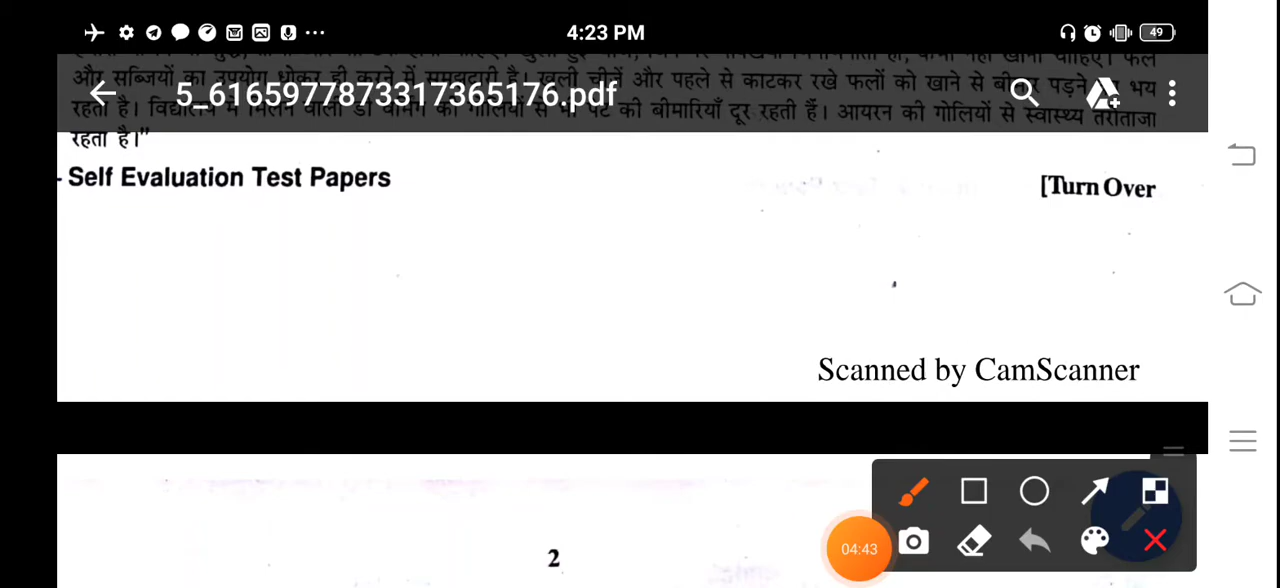 4:23 PM
49
और सब्जियों का उपयोग धोकर ही करने में समझदारी है। खुली चीजें और पहले से काटकर रखे फलों को खाने से बीमार पड़ने भय
5_6165977873317365176.pdf
रहता है। विद्यालय में मिलने वाली डी वॉर्मिंग की गोलियों से भी पेट की बीमारियाँ दूर रहती हैं। आयरन की गोलियों से स्वास्थ्य तरोताजा
रहता है।"
- Self Evaluation Test Papers
[Turn Over
Scanned by CamScanner
2
04:43